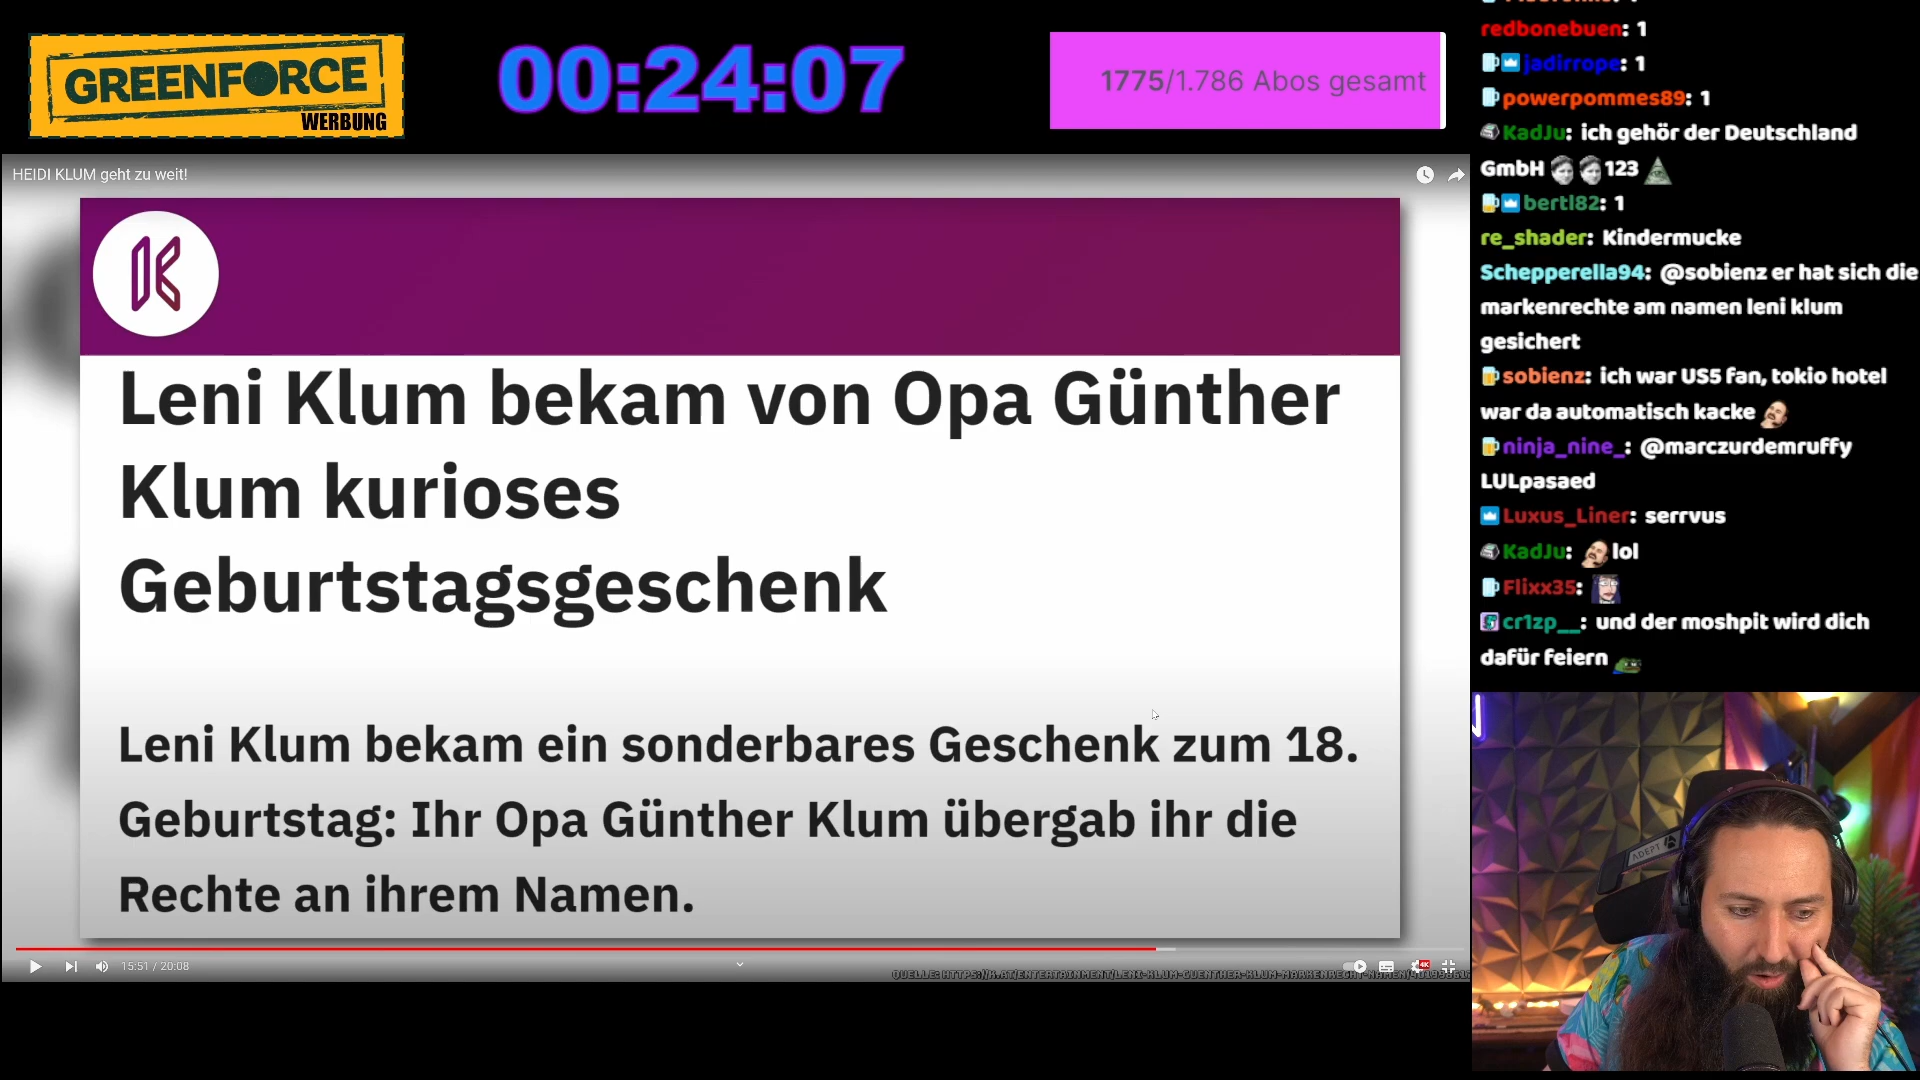 GREENFORCE
WERBUNG
00:24:07
1775/1.786 Abos gesamt
HEIDI KLUM geht zu weit!
Leni Klum bekam von Opa Günther
Klum kurioses
Geburtstagsgeschenk
Leni Klum bekam ein sonderbares Geschenk zum 18.
Geburtstag: Ihr Opa Günther Klum übergab ihr die
Rechte an ihrem Namen.
15:51 / 20:08
4K
redbonebuen: 1
jadirrope: 1
powerpommes89: 1
KadJu: ich gehör der Deutschland
GmbH 123
bertl82: 1
re_shader: Kindermucke
Schepperella94: @sobienz er hat sich die
markenrechte am namen leni klum
gesichert
sobienz: ich war US5 fan, tokio hotel
war da automatisch kacke
ninja_nine_: @marczurdemruffy
LULpasaed
Luxus_Liner: serrvus
KadJu: lol
Flixx35:
cr1zp__: und der moshpit wird dich
dafür feiern
ADEPT